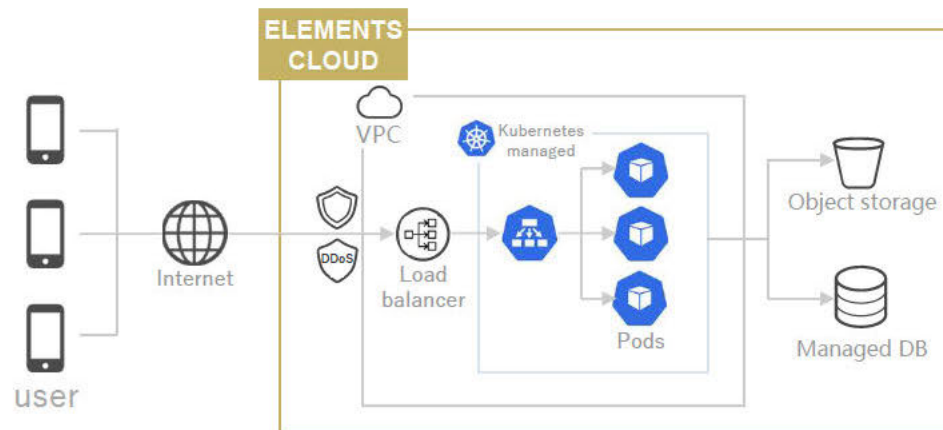 ELEMENTS
CLOUD
VPC
Kubernetes
managed
Object storage
DDoS
Internet
Load
balancer
Pods
Managed DB
user